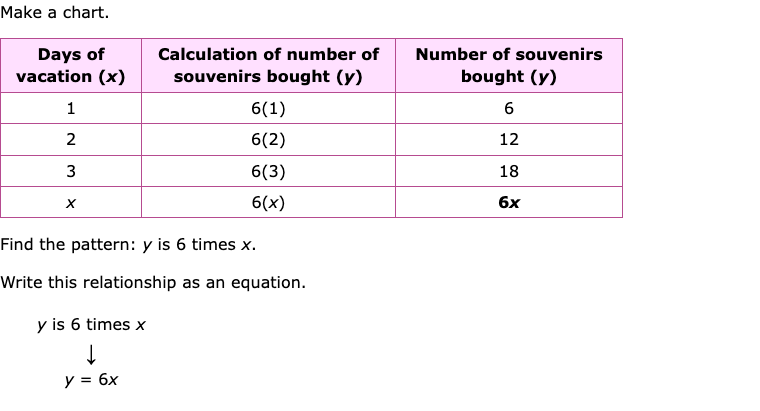 Make a chart.
Days of vacation (x) Calculation of number of souvenirs bought (y) Number of souvenirs bought (y)
1 6(1) 6
2 6(2) 12
3 6(3) 18
x 6(x) 6x
Find the pattern: y is 6 times x.
Write this relationship as an equation.
y is 6 times x
↓
y = 6x